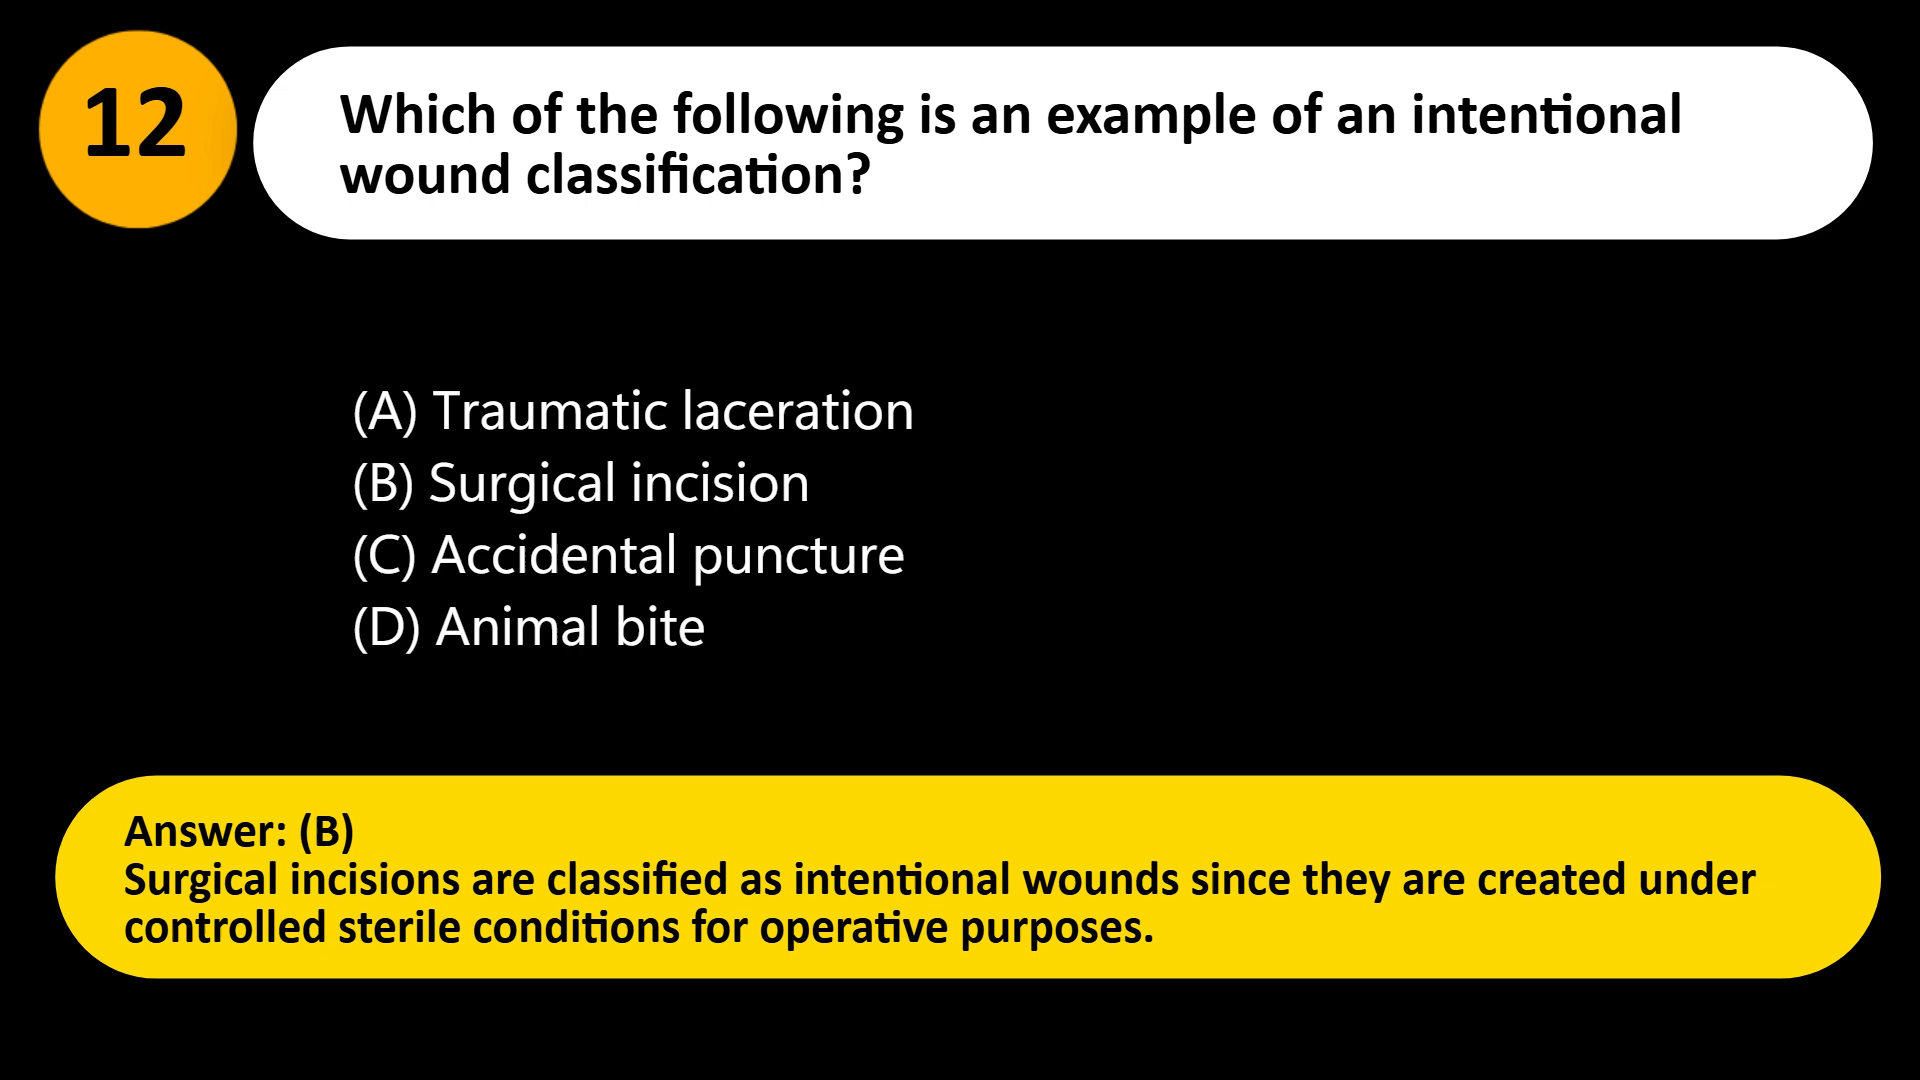 12
Which of the following is an example of an intentional
wound classification?
(A) Traumatic laceration
(B) Surgical incision
(C) Accidental puncture
(D) Animal bite
Answer: (B)
Surgical incisions are classified as intentional wounds since they are created under
controlled sterile conditions for operative purposes.